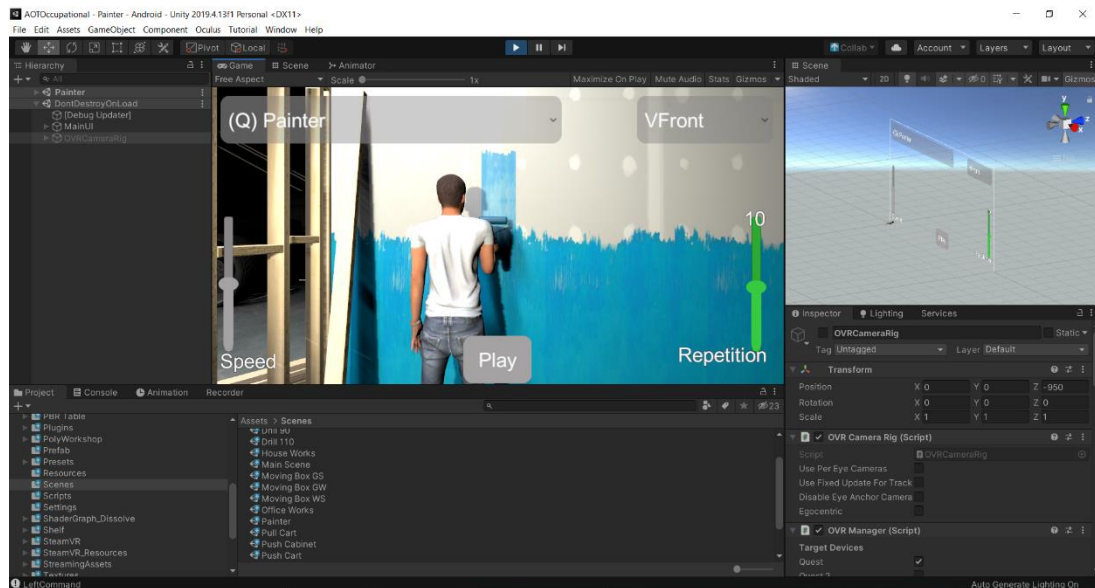 AOTOccupational - Painter - Android - Unity 2019.4.13f1 Personal <DX11>
File Edit Assets GameObject Component Oculus Tutorial Window Help
Pivot Local Collab Account Layers Layout
Hierarchy
All
Painter
DontDestroyOnLoad
[Debug Updater]
MainUI
OVRCameraRig
Game Scene Animator
Free Aspect Scale 1x Maximize On Play Mute Audio Stats Gizmos
(Q) Painter
VFront
10
Speed
Play
Repetition
Scene
Shaded 2D 0 Gizmos
y
z
x
Inspector Lighting Services
OVRCameraRig Static
Tag Untagged Layer Default
Transform
Position X 0 Y 0 Z -950
Rotation X 0 Y 0 Z 0
Scale X 1 Y 1 Z 1
OVR Camera Rig (Script)
Script OVRCameraRig
Use Per Eye Cameras
Use Fixed Update For Track
Disable Eye Anchor Camera
Egocentric
OVR Manager (Script)
Target Devices
Quest
Quest 2
Project Console Animation Recorder
23
PBR Table
Plugins
PolyWorkshop
Prefab
Presets
Resources
Scenes
Scripts
Settings
ShaderGraph_Dissolve
Shelf
SteamVR
SteamVR_Resources
StreamingAssets
Textures
Assets > Scenes
Drill 90
Drill 110
House Works
Main Scene
Moving Box GS
Moving Box GW
Moving Box WS
Office Works
Painter
Pull Cart
Push Cabinet
Push Cart
LeftCommand
Auto Generate Lighting On